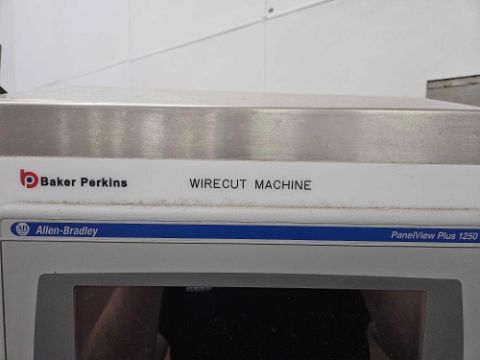 Baker Perkins WIRECUT MACHINE
AB Allen-Bradley PanelView Plus 1250